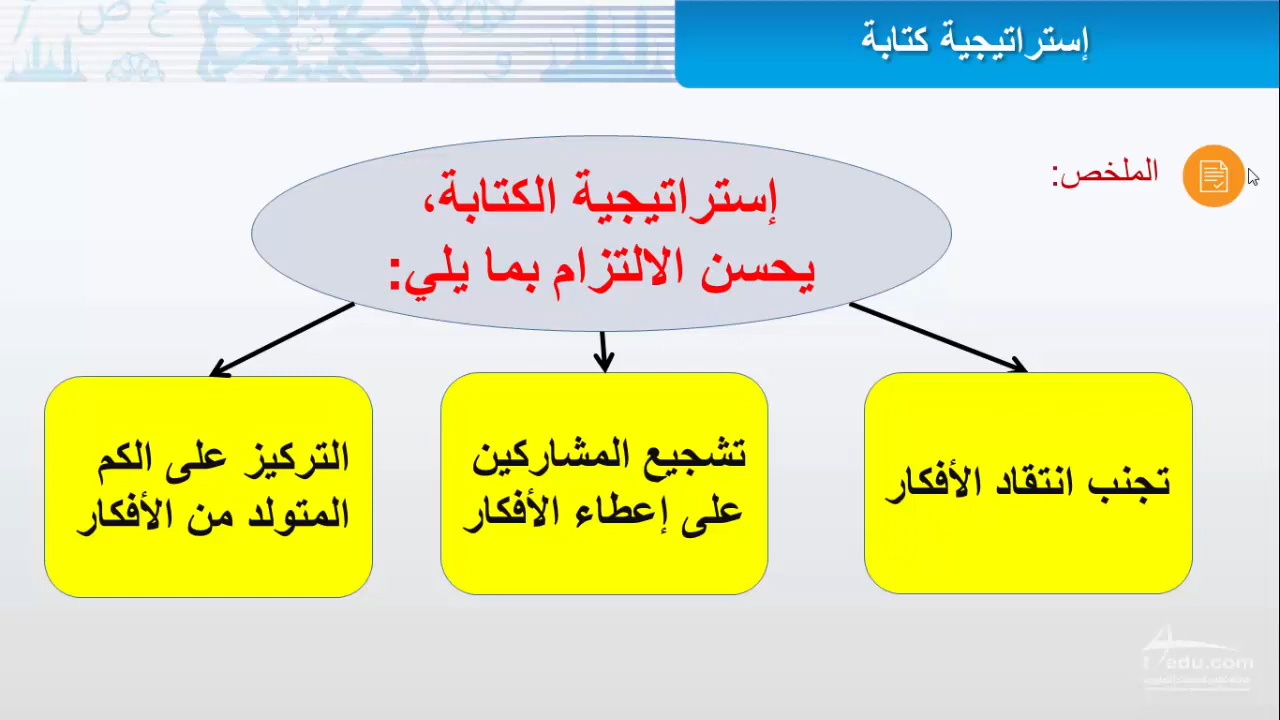 إستراتيجية كتابة
الملخص:
إستراتيجية الكتابة،
يحسن الالتزام بما يلي:
تجنب انتقاد الأفكار
تشجيع المشاركين
على إعطاء الأفكار
التركيز على الكم
المتولد من الأفكار
edu.com